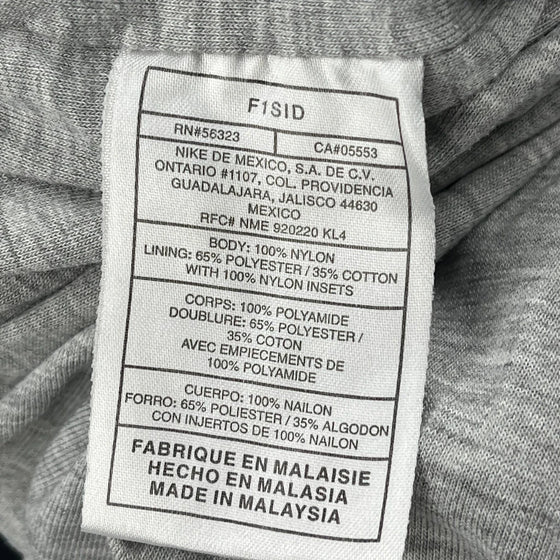 F1SID
RN#56323 CA#05553
NIKE DE MEXICO, S.A. DE C.V.
ONTARIO #1107, COL. PROVIDENCIA
GUADALAJARA, JALISCO 44630
MEXICO
RFC# NME 920220 KL4
BODY: 100% NYLON
LINING: 65% POLYESTER / 35% COTTON
WITH 100% NYLON INSETS
CORPS: 100% POLYAMIDE
DOUBLURE: 65% POLYESTER /
35% COTON
AVEC EMPIECEMENTS DE
100% POLYAMIDE
CUERPO: 100% NAILON
FORRO: 65% POLIESTER / 35% ALGODON
CON INJERTOS DE 100% NAILON
FABRIQUE EN MALAISIE
HECHO EN MALASIA
MADE IN MALAYSIA